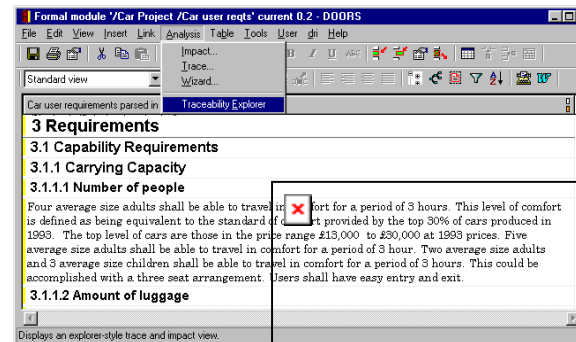 Formal module '/Car Project /Car user reqts' current 0.2 - DOORS
File Edit View Insert Link Analysis Table Tools User dri Help
Impact...
Trace...
Wizard...
Traceability Explorer
B I U ABC
Standard view
Car user requirements parsed in
3 Requirements
3.1 Capability Requirements
3.1.1 Carrying Capacity
3.1.1.1 Number of people
Four average size adults shall be able to travel in comfort for a period of 3 hours. This level of comfort
is defined as being equivalent to the standard of comfort provided by the top 30% of cars produced in
1993. The top level of cars are those in the price range £13,000 to £30,000 at 1993 prices. Five
average size adults shall be able to travel in comfort for a period of 3 hour. Two average size adults
and 3 average size children shall be able to travel in comfort for a period of 3 hours. This could be
accomplished with a three seat arrangement. Users shall have easy entry and exit.
3.1.1.2 Amount of luggage
Displays an explorer-style trace and impact view.